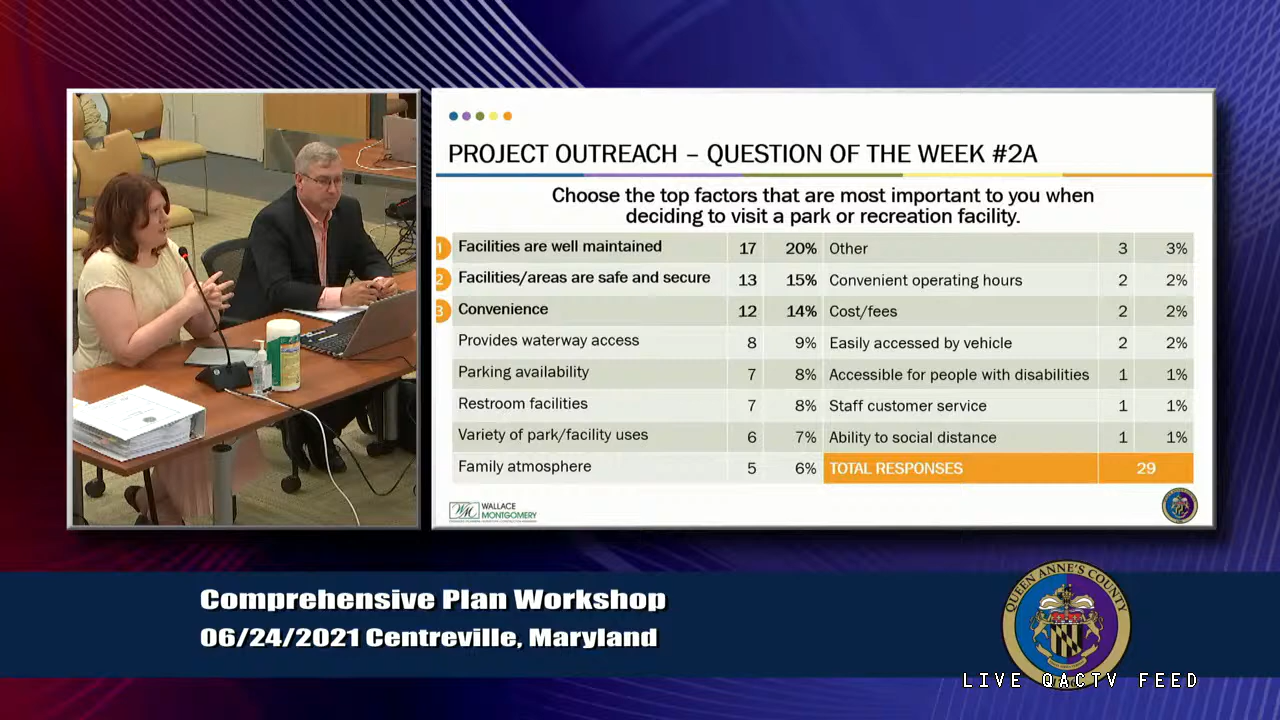 PROJECT OUTREACH – QUESTION OF THE WEEK #2A
Choose the top factors that are most important to you when
deciding to visit a park or recreation facility.
1 Facilities are well maintained 17 20% Other 3 3%
2 Facilities/areas are safe and secure 13 15% Convenient operating hours 2 2%
3 Convenience 12 14% Cost/fees 2 2%
Provides waterway access 8 9% Easily accessed by vehicle 2 2%
Parking availability 7 8% Accessible for people with disabilities 1 1%
Restroom facilities 7 8% Staff customer service 1 1%
Variety of park/facility uses 6 7% Ability to social distance 1 1%
Family atmosphere 5 6% TOTAL RESPONSES 29
WALLACE
MONTGOMERY
Comprehensive Plan Workshop
06/24/2021 Centreville, Maryland
QUEEN ANNE'S COUNTY
LIVE QACTV FEED